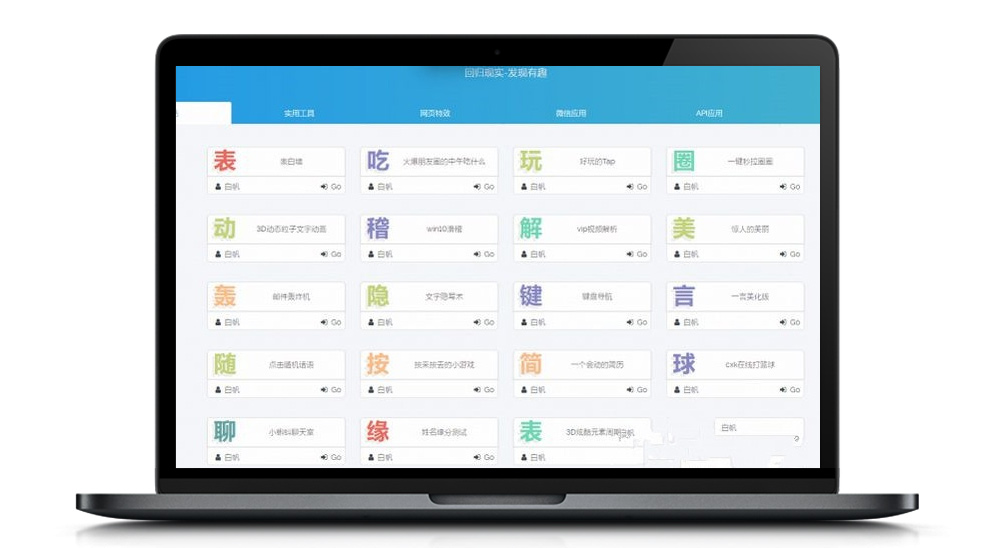 回归现实-发现有趣
实用工具 网页特效 微信应用 API应用
表 表白墙 吃 火爆朋友圈的中午吃什么 玩 好玩的Tap 圈 一键秒拉圈圈
白帆 Go 白帆 Go 白帆 Go 白帆 Go
动 3D动态粒子文字动画 稽 win10滑稽 解 vip视频解析 美 惊人的美丽
白帆 Go 白帆 Go 白帆 Go 白帆 Go
轰 邮件轰炸机 隐 文字隐写术 键 键盘导航 言 一言美化版
白帆 Go 白帆 Go 白帆 Go 白帆 Go
随 点击随机话语 按 按来按去的小游戏 简 一个会动的简历 球 cxk在线打篮球
白帆 Go 白帆 Go 白帆 Go 白帆 Go
聊 小蝌蚪聊天室 缘 姓名缘分测试 表 3D炫酷元素周期 白帆
白帆 Go 白帆 Go 白帆